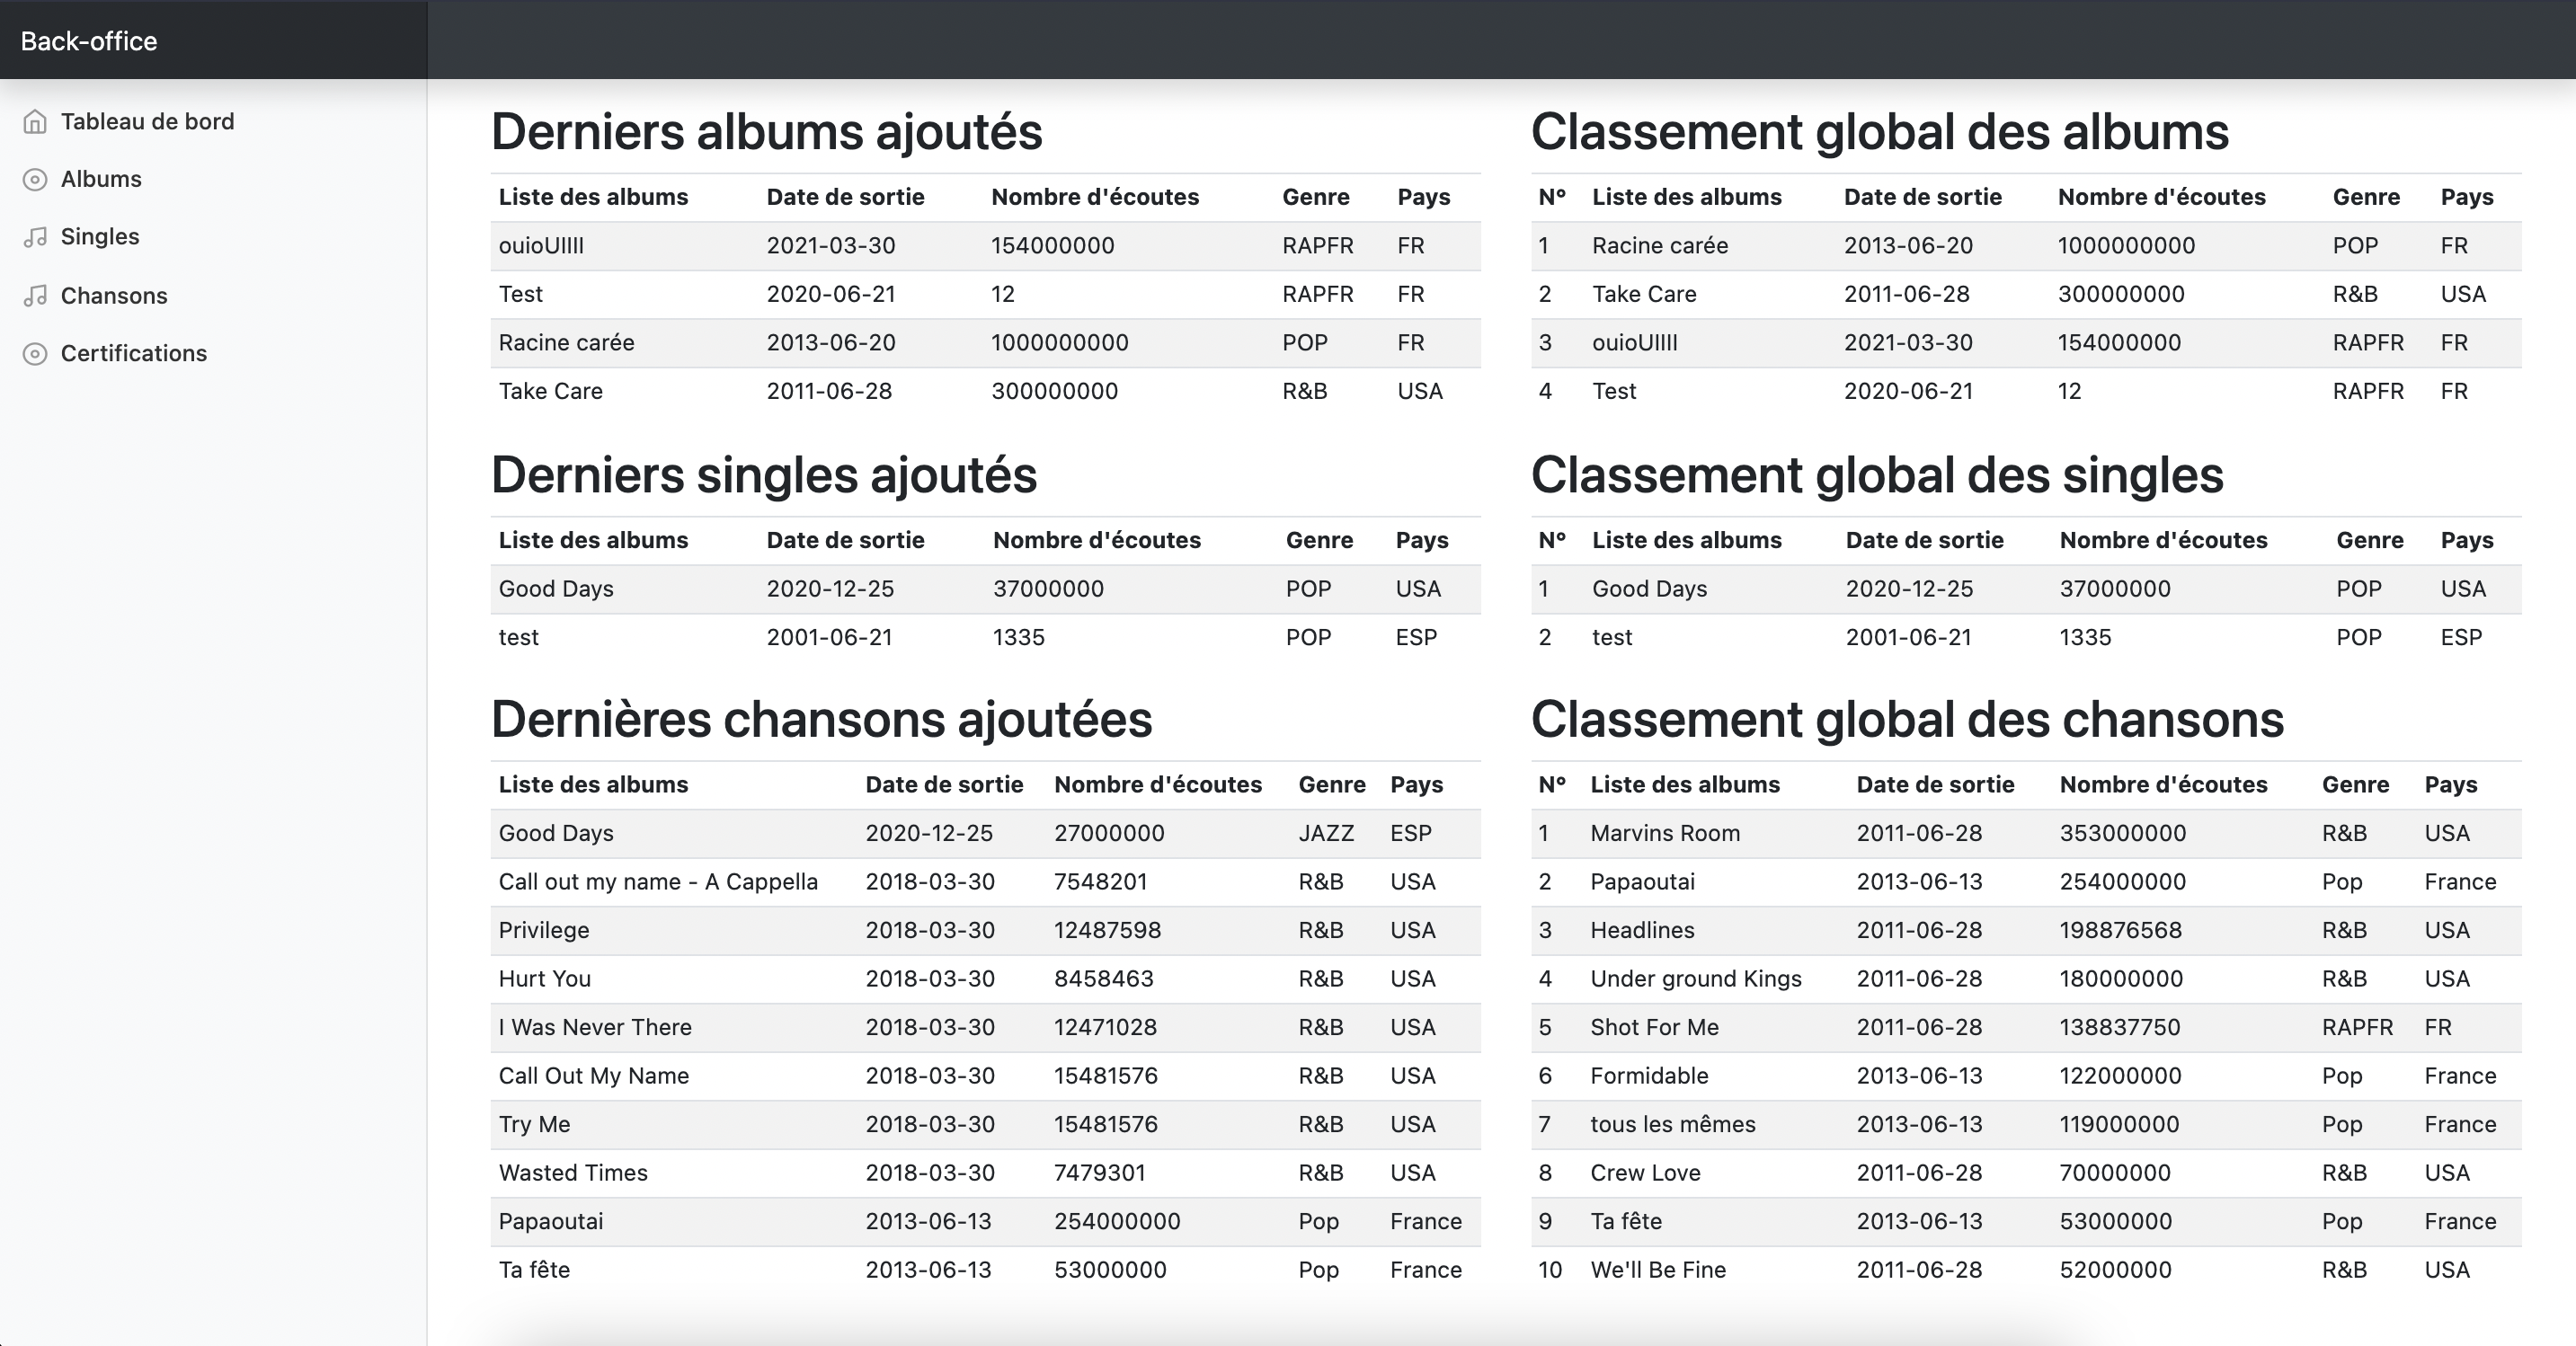 Back-office
Tableau de bord
Albums
Singles
Chansons
Certifications
Derniers albums ajoutés
Liste des albums Date de sortie Nombre d'écoutes Genre Pays
ouioUIIII 2021-03-30 154000000 RAPFR FR
Test 2020-06-21 12 RAPFR FR
Racine carée 2013-06-20 1000000000 POP FR
Take Care 2011-06-28 300000000 R&B USA
Classement global des albums
N° Liste des albums Date de sortie Nombre d'écoutes Genre Pays
1 Racine carée 2013-06-20 1000000000 POP FR
2 Take Care 2011-06-28 300000000 R&B USA
3 ouioUIIII 2021-03-30 154000000 RAPFR FR
4 Test 2020-06-21 12 RAPFR FR
Derniers singles ajoutés
Liste des albums Date de sortie Nombre d'écoutes Genre Pays
Good Days 2020-12-25 37000000 POP USA
test 2001-06-21 1335 POP ESP
Classement global des singles
N° Liste des albums Date de sortie Nombre d'écoutes Genre Pays
1 Good Days 2020-12-25 37000000 POP USA
2 test 2001-06-21 1335 POP ESP
Dernières chansons ajoutées
Liste des albums Date de sortie Nombre d'écoutes Genre Pays
Good Days 2020-12-25 27000000 JAZZ ESP
Call out my name - A Cappella 2018-03-30 7548201 R&B USA
Privilege 2018-03-30 12487598 R&B USA
Hurt You 2018-03-30 8458463 R&B USA
I Was Never There 2018-03-30 12471028 R&B USA
Call Out My Name 2018-03-30 15481576 R&B USA
Try Me 2018-03-30 15481576 R&B USA
Wasted Times 2018-03-30 7479301 R&B USA
Papaoutai 2013-06-13 254000000 Pop France
Ta fête 2013-06-13 53000000 Pop France
Classement global des chansons
N° Liste des albums Date de sortie Nombre d'écoutes Genre Pays
1 Marvins Room 2011-06-28 353000000 R&B USA
2 Papaoutai 2013-06-13 254000000 Pop France
3 Headlines 2011-06-28 198876568 R&B USA
4 Under ground Kings 2011-06-28 180000000 R&B USA
5 Shot For Me 2011-06-28 138837750 RAPFR FR
6 Formidable 2013-06-13 122000000 Pop France
7 tous les mêmes 2013-06-13 119000000 Pop France
8 Crew Love 2011-06-28 70000000 R&B USA
9 Ta fête 2013-06-13 53000000 Pop France
10 We'll Be Fine 2011-06-28 52000000 R&B USA